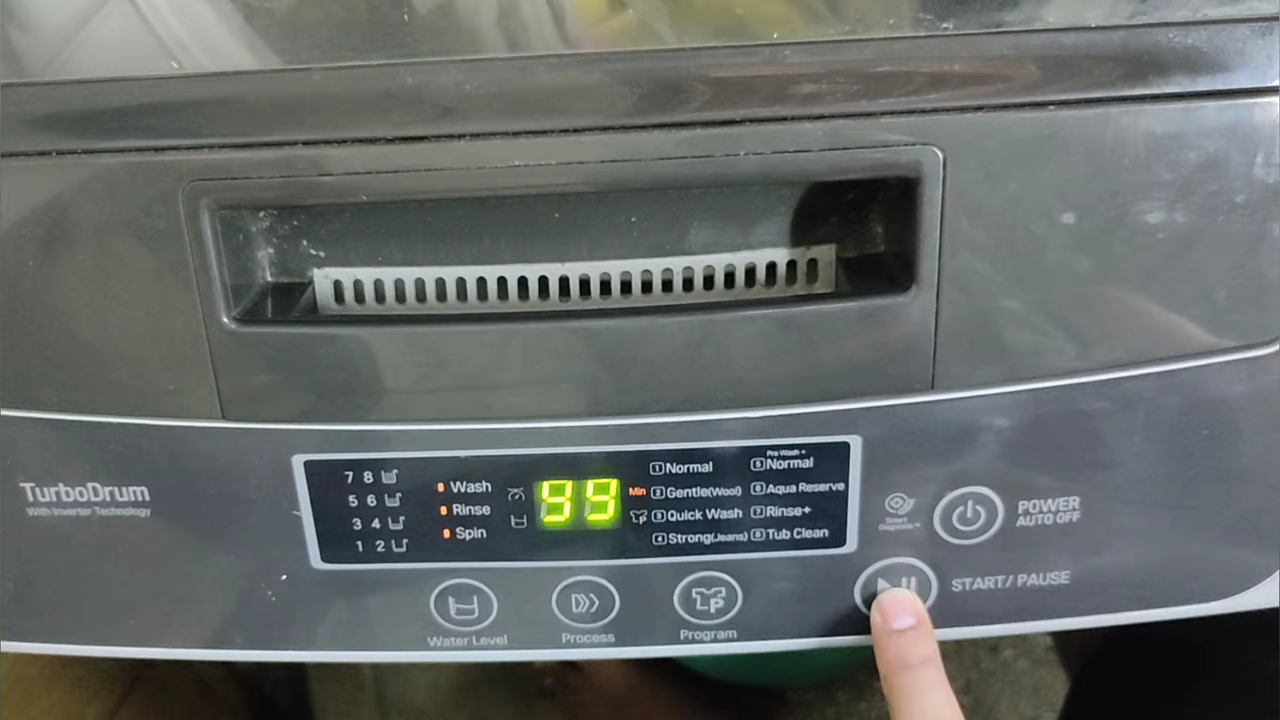 TurboDrum
With Inverter Technology
7 8
5 6
3 4
1 2
Wash
Rinse
Spin
99
Min
1 Normal
2 Gentle(Wool)
3 Quick Wash
4 Strong(Jeans)
Pre Wash +
5 Normal
6 Aqua Reserve
7 Rinse+
8 Tub Clean
Smart
Diagnosis™
POWER
AUTO OFF
START/ PAUSE
Water Level
Process
P
Program